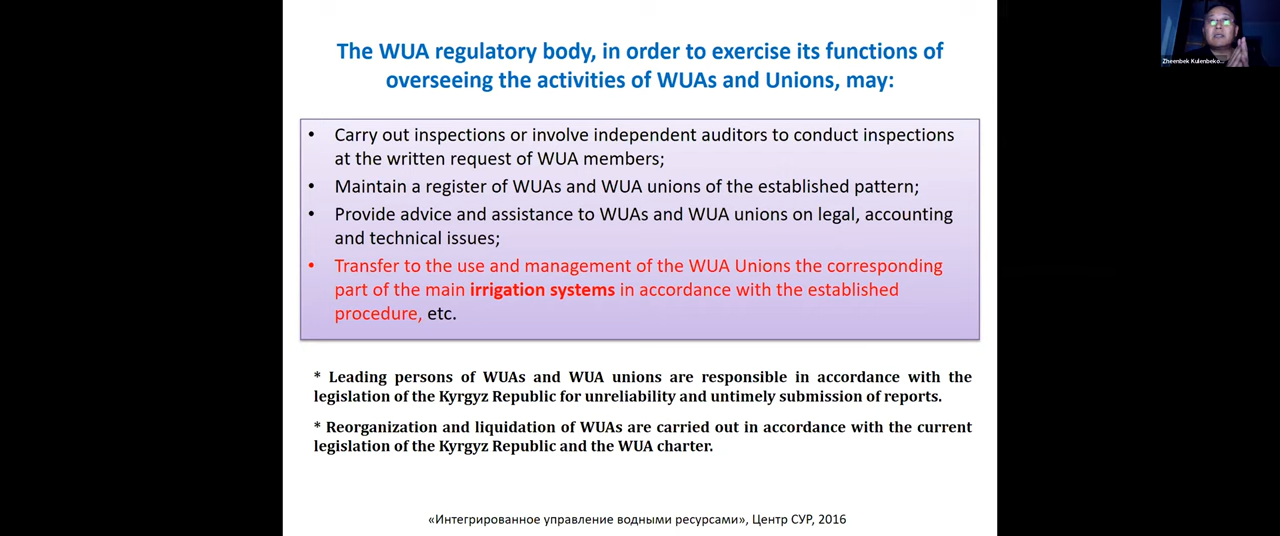 The WUA regulatory body, in order to exercise its functions of
overseeing the activities of WUAs and Unions, may:
• Carry out inspections or involve independent auditors to conduct inspections
at the written request of WUA members;
• Maintain a register of WUAs and WUA unions of the established pattern;
• Provide advice and assistance to WUAs and WUA unions on legal, accounting
and technical issues;
• Transfer to the use and management of the WUA Unions the corresponding
part of the main irrigation systems in accordance with the established
procedure, etc.
* Leading persons of WUAs and WUA unions are responsible in accordance with the
legislation of the Kyrgyz Republic for unreliability and untimely submission of reports.
* Reorganization and liquidation of WUAs are carried out in accordance with the current
legislation of the Kyrgyz Republic and the WUA charter.
«Интегрированное управление водными ресурсами», Центр СУР, 2016
Zheenbek Kulenbeko...